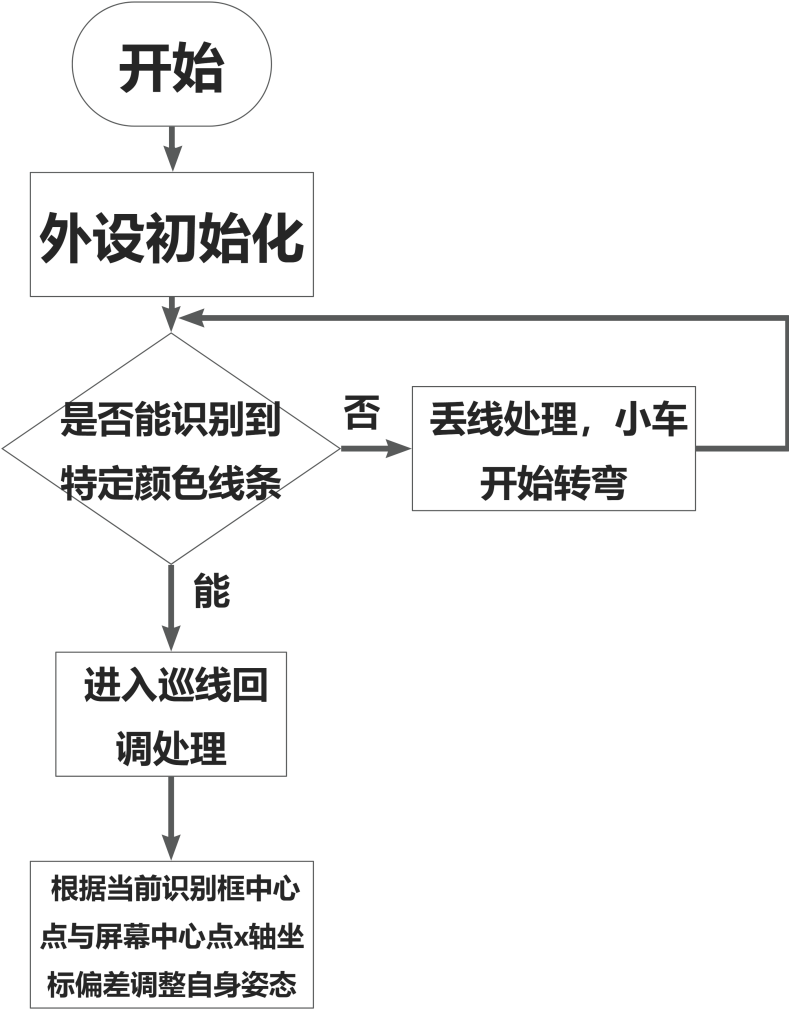 开始
外设初始化
是否能识别到
特定颜色线条
否
丢线处理，小车
开始转弯
能
进入巡线回
调处理
根据当前识别框中心
点与屏幕中心点x轴坐
标偏差调整自身姿态